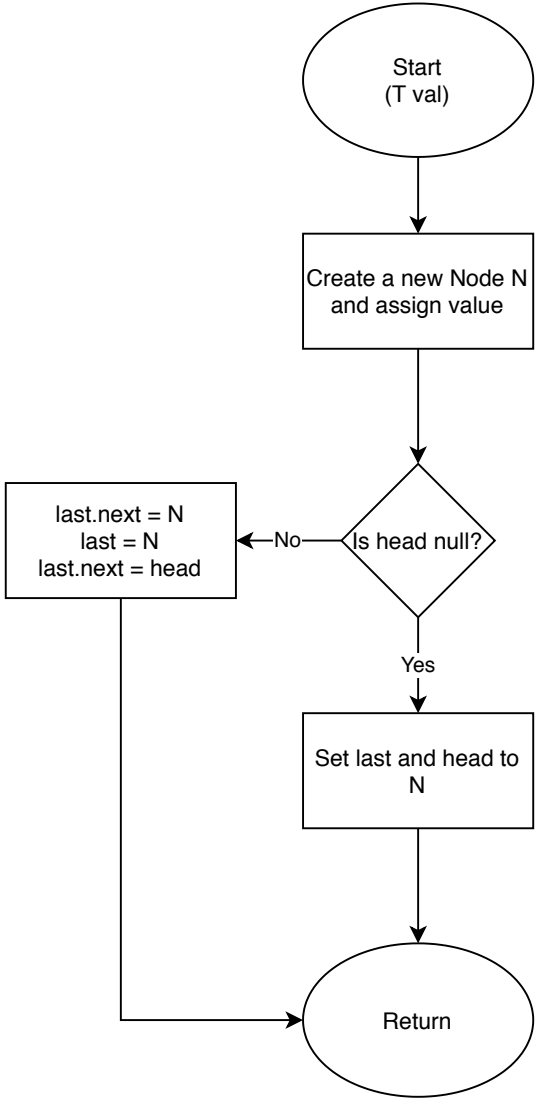 Start
(T val)
Create a new Node N
and assign value
Is head null?
No
last.next = N
last = N
last.next = head
Yes
Set last and head to
N
Return